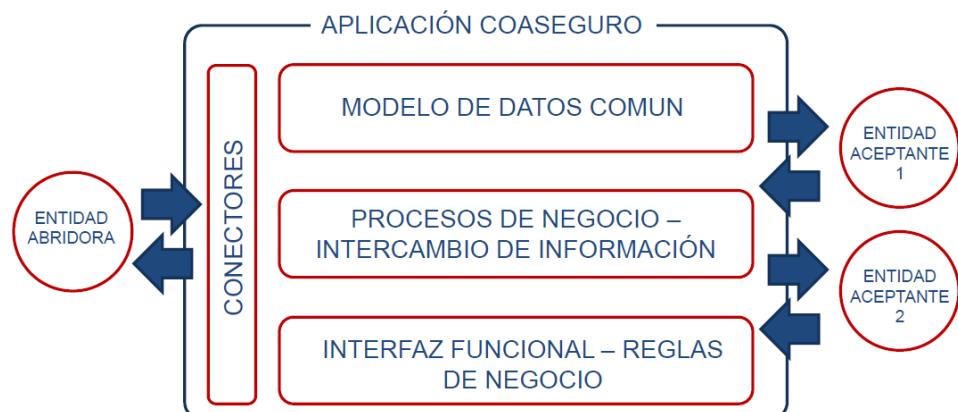 APLICACIÓN COASEGURO
CONECTORES
MODELO DE DATOS COMUN
PROCESOS DE NEGOCIO –
INTERCAMBIO DE INFORMACIÓN
INTERFAZ FUNCIONAL – REGLAS
DE NEGOCIO
ENTIDAD
ABRIDORA
ENTIDAD
ACEPTANTE
1
ENTIDAD
ACEPTANTE
2